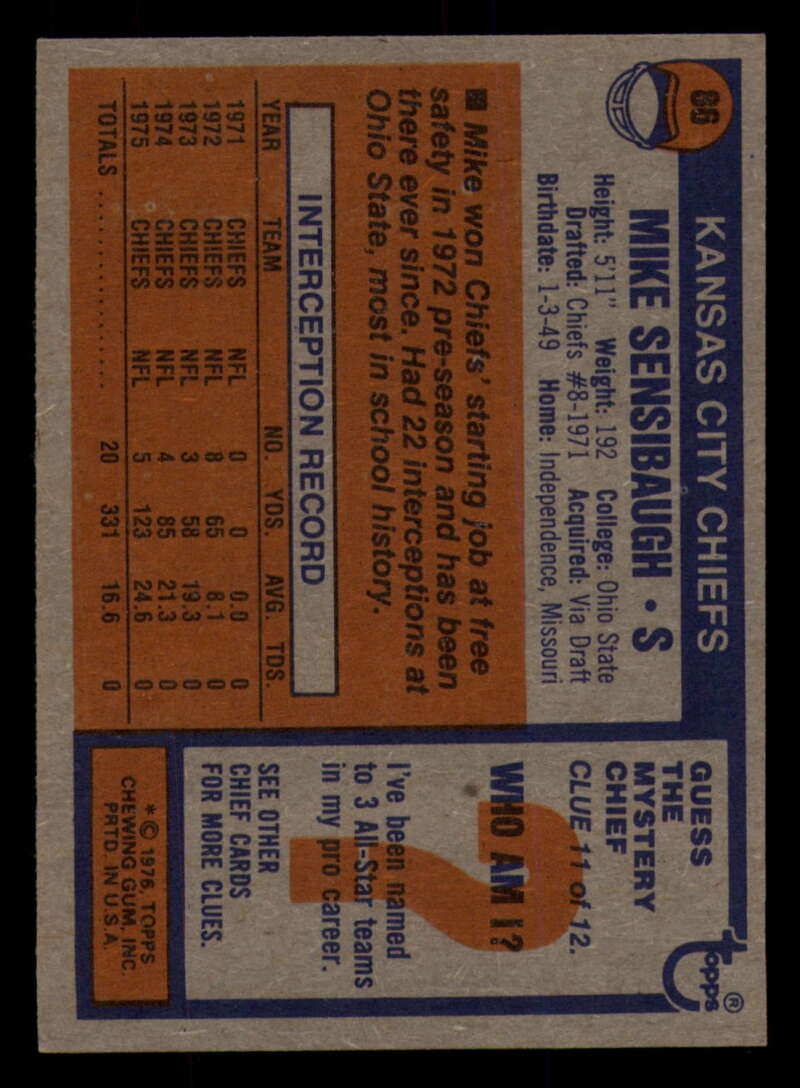 86
KANSAS CITY CHIEFS
MIKE SENSIBAUGH • S
Height: 5'11" Weight: 192 College: Ohio State
Drafted: Chiefs #8-1971 Acquired: Via Draft
Birthdate: 1-3-49 Home: Independence, Missouri
■ Mike won Chiefs' starting job at free
safety in 1972 pre-season and has been
there ever since. Had 22 interceptions at
Ohio State, most in school history.
INTERCEPTION RECORD
YEAR TEAM NO. YDS. AVG. TDS.
1971 CHIEFS NFL 0 0 0.0 0
1972 CHIEFS NFL 8 65 8.1 0
1973 CHIEFS NFL 3 58 19.3 0
1974 CHIEFS NFL 4 85 21.3 0
1975 CHIEFS NFL 5 123 24.6 0
TOTALS .................. 20 331 16.6 0
topps®
GUESS
THE
MYSTERY
CHIEF
CLUE 11 of 12.
?
WHO AM I?
I've been named
to 3 All-Star teams
in my pro career.
SEE OTHER
CHIEF CARDS
FOR MORE CLUES.
*© 1976, TOPPS
CHEWING GUM, INC.
PRTD. IN U.S.A.